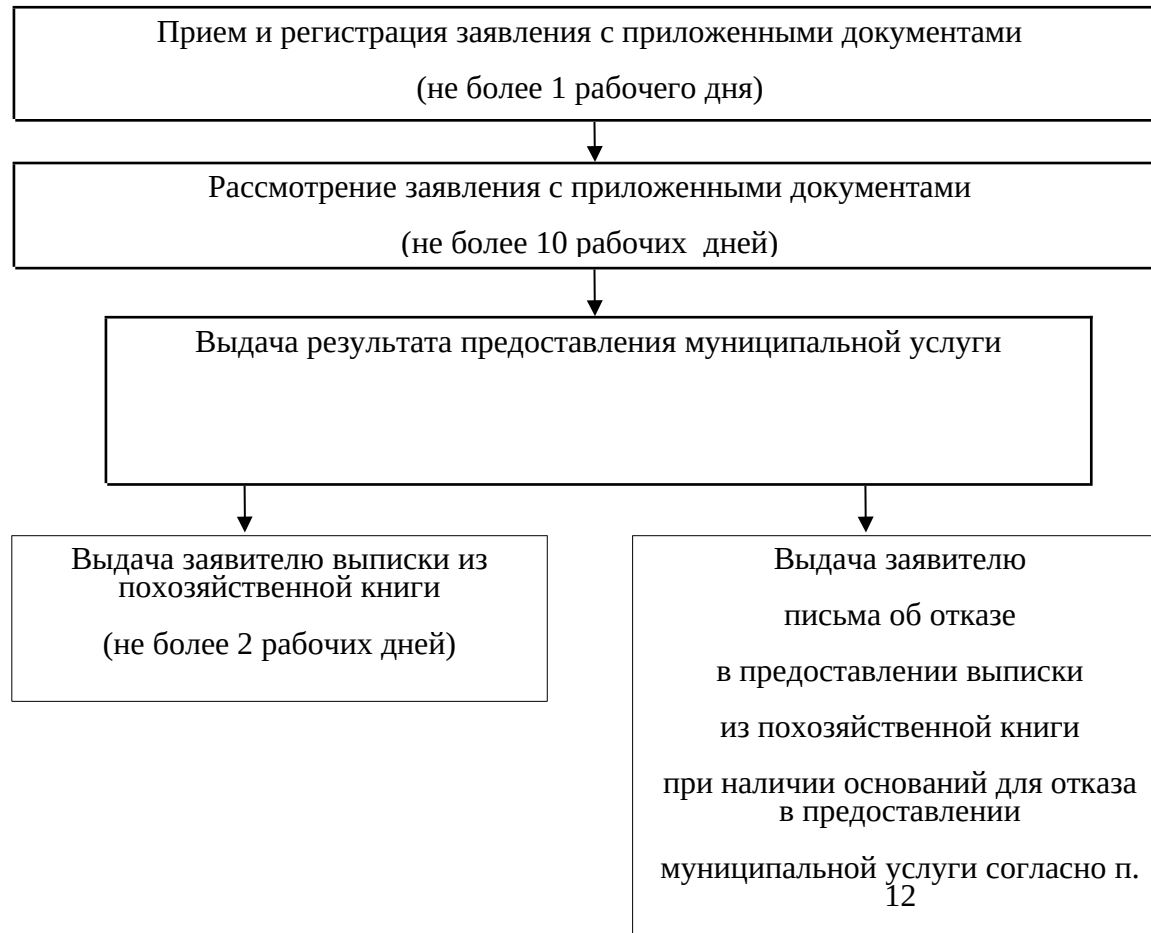 Прием и регистрация заявления с приложенными документами
(не более 1 рабочего дня)
Рассмотрение заявления с приложенными документами
(не более 10 рабочих  дней)
Выдача результата предоставления муниципальной услуги
Выдача заявителю выписки из
похозяйственной книги
(не более 2 рабочих дней)
Выдача заявителю
письма об отказе
в предоставлении выписки
из похозяйственной книги
при наличии оснований для отказа
в предоставлении
муниципальной услуги согласно п.
12